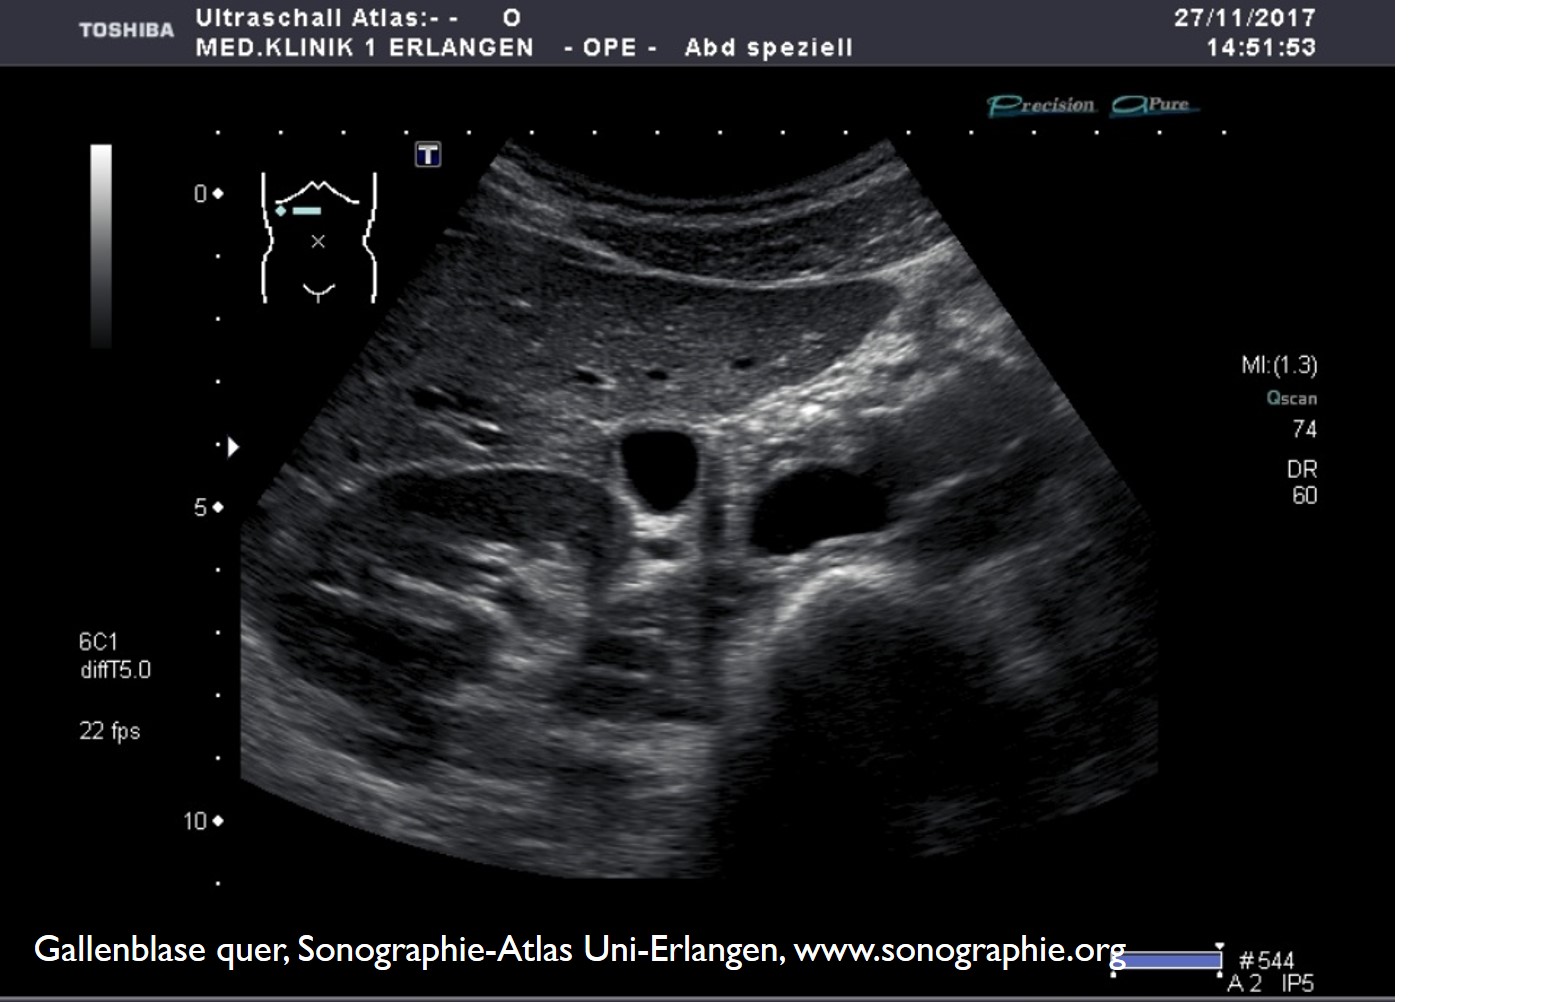 TOSHIBA
Ultraschall Atlas:- - O
27/11/2017
MED.KLINIK 1 ERLANGEN - OPE - Abd speziell
14:51:53
Precision APure
T
0
5
10
MI:(1.3)
Qscan
74
DR
60
6C1
diffT5.0
22 fps
Gallenblase quer, Sonographie-Atlas Uni-Erlangen, www.sonographie.org
#544
A 2 IP5